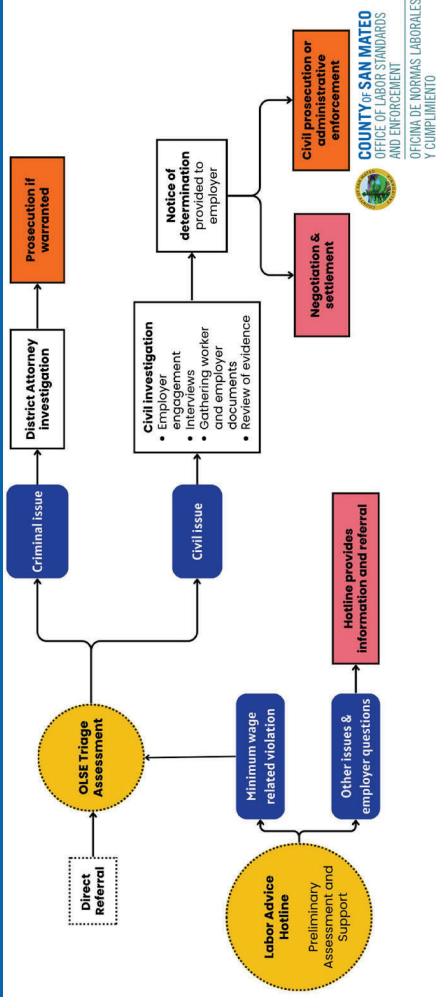 Direct
Referral
OLSE Triage
Assessment
Criminal issue
District Attorney
investigation
Prosecution if
warranted
Civil issue
Civil investigation
• Employer
engagement
• Interviews
• Gathering worker
and employer
documents
• Review of evidence
Notice of
determination
provided to
employer
Negotiation &
settlement
Civil prosecution or
administrative
enforcement
Labor Advice
Hotline
Preliminary
Assessment and
Support
Minimum wage
related violation
Other issues &
employer questions
Hotline provides
information and referral
COUNTY OF SAN MATEO
OFFICE OF LABOR STANDARDS
AND ENFORCEMENT
OFICINA DE NORMAS LABORALES
Y CUMPLIMIENTO